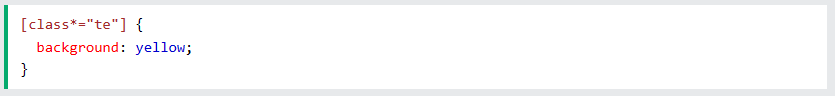 [class*="te"] {
  background: yellow;
}